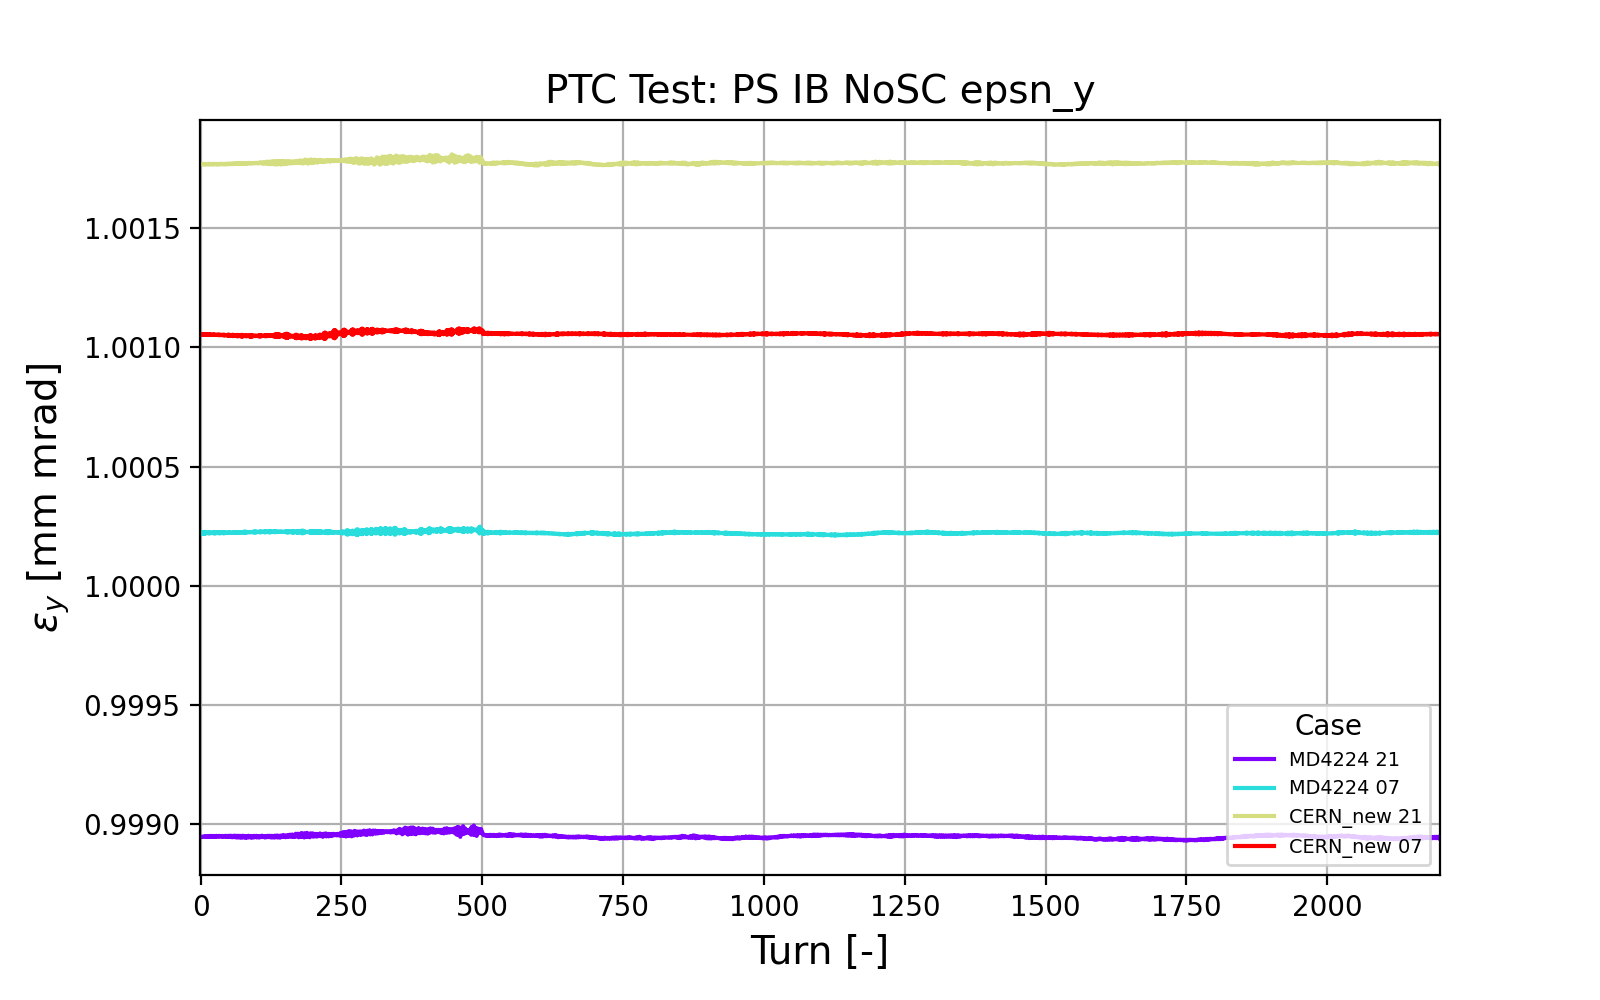 PTC Test: PS IB NoSC epsn_y
εy [mm mrad]
1.0015
1.0010
1.0005
1.0000
0.9995
0.9990
0 250 500 750 1000 1250 1500 1750 2000
Turn [-]
Case
MD4224 21
MD4224 07
CERN_new 21
CERN_new 07